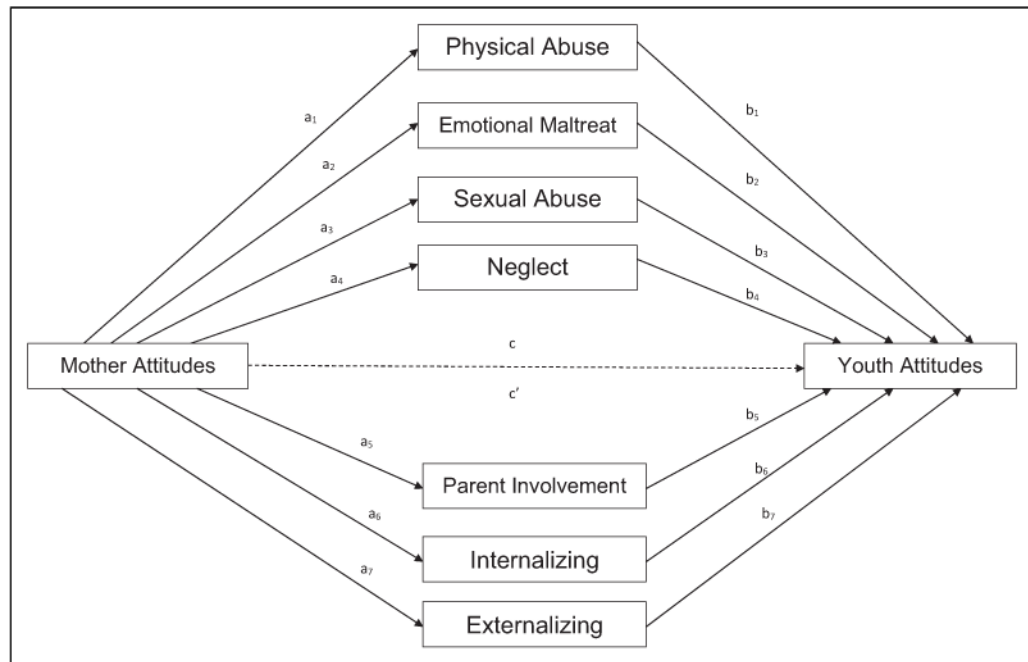 Physical Abuse
a₁
b₁
Emotional Maltreat
a₂
b₂
Sexual Abuse
a₃
b₃
Neglect
a₄
b₄
c
Mother Attitudes
Youth Attitudes
c′
a₅
b₅
Parent Involvement
a₆
b₆
Internalizing
a₇
b₇
Externalizing